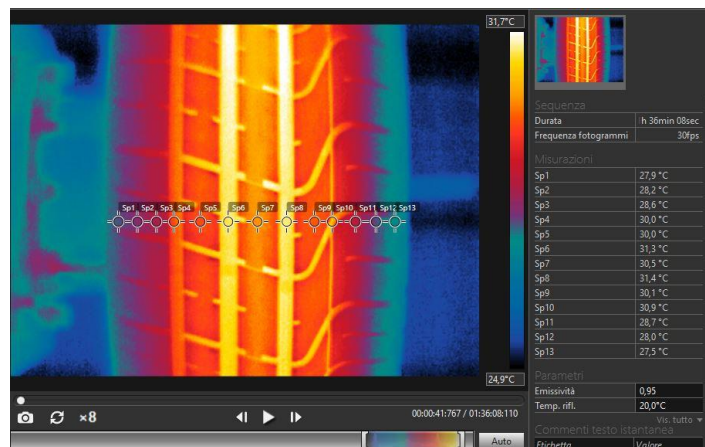 31,7°C
Sp1 Sp2 Sp3 Sp4 Sp5 Sp6 Sp7 Sp8 Sp9 Sp10 Sp11 Sp12 Sp13
24,9°C
×8
00:00:41:767 / 01:36:08:110
Auto
Sequenza
Durata h 36min 08sec
Frequenza fotogrammi 30fps
Misurazioni
Sp1 27,9 °C
Sp2 28,2 °C
Sp3 28,6 °C
Sp4 30,0 °C
Sp5 30,0 °C
Sp6 31,3 °C
Sp7 30,5 °C
Sp8 31,4 °C
Sp9 30,1 °C
Sp10 30,9 °C
Sp11 28,7 °C
Sp12 28,0 °C
Sp13 27,5 °C
Parametri
Emissività 0,95
Temp. rifl. 20,0°C
Vis. tutto
Commenti testo istantanea
Etichetta Valore